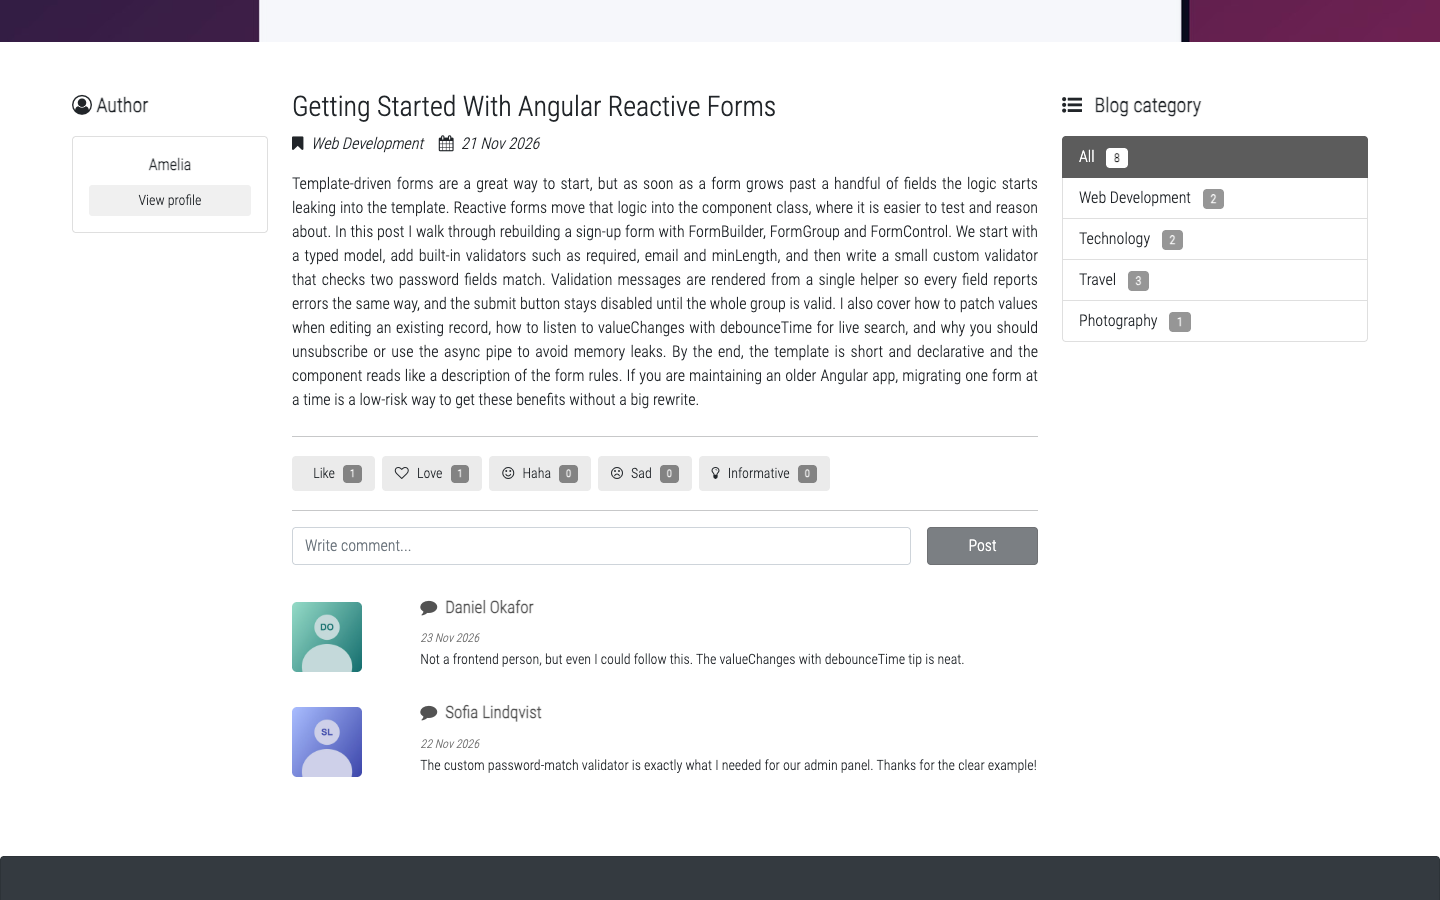 Author
Amelia
View profile
Getting Started With Angular Reactive Forms
Web Development 21 Nov 2026
Template-driven forms are a great way to start, but as soon as a form grows past a handful of fields the logic starts
leaking into the template. Reactive forms move that logic into the component class, where it is easier to test and reason
about. In this post I walk through rebuilding a sign-up form with FormBuilder, FormGroup and FormControl. We start with
a typed model, add built-in validators such as required, email and minLength, and then write a small custom validator
that checks two password fields match. Validation messages are rendered from a single helper so every field reports
errors the same way, and the submit button stays disabled until the whole group is valid. I also cover how to patch values
when editing an existing record, how to listen to valueChanges with debounceTime for live search, and why you should
unsubscribe or use the async pipe to avoid memory leaks. By the end, the template is short and declarative and the
component reads like a description of the form rules. If you are maintaining an older Angular app, migrating one form at
a time is a low-risk way to get these benefits without a big rewrite.
Like 1 Love 1 Haha 0 Sad 0 Informative 0
Write comment...
Post
DO
Daniel Okafor
23 Nov 2026
Not a frontend person, but even I could follow this. The valueChanges with debounceTime tip is neat.
SL
Sofia Lindqvist
22 Nov 2026
The custom password-match validator is exactly what I needed for our admin panel. Thanks for the clear example!
Blog category
All 8
Web Development 2
Technology 2
Travel 3
Photography 1